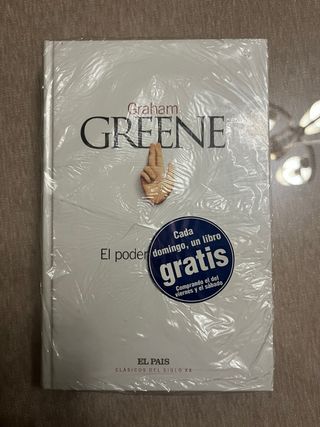 Graham
GREENE
El poder
Cada
domingo, un libro
gratis
Comprando el del
viernes y el sábado
EL PAIS
CLÁSICOS DEL SIGLO XX